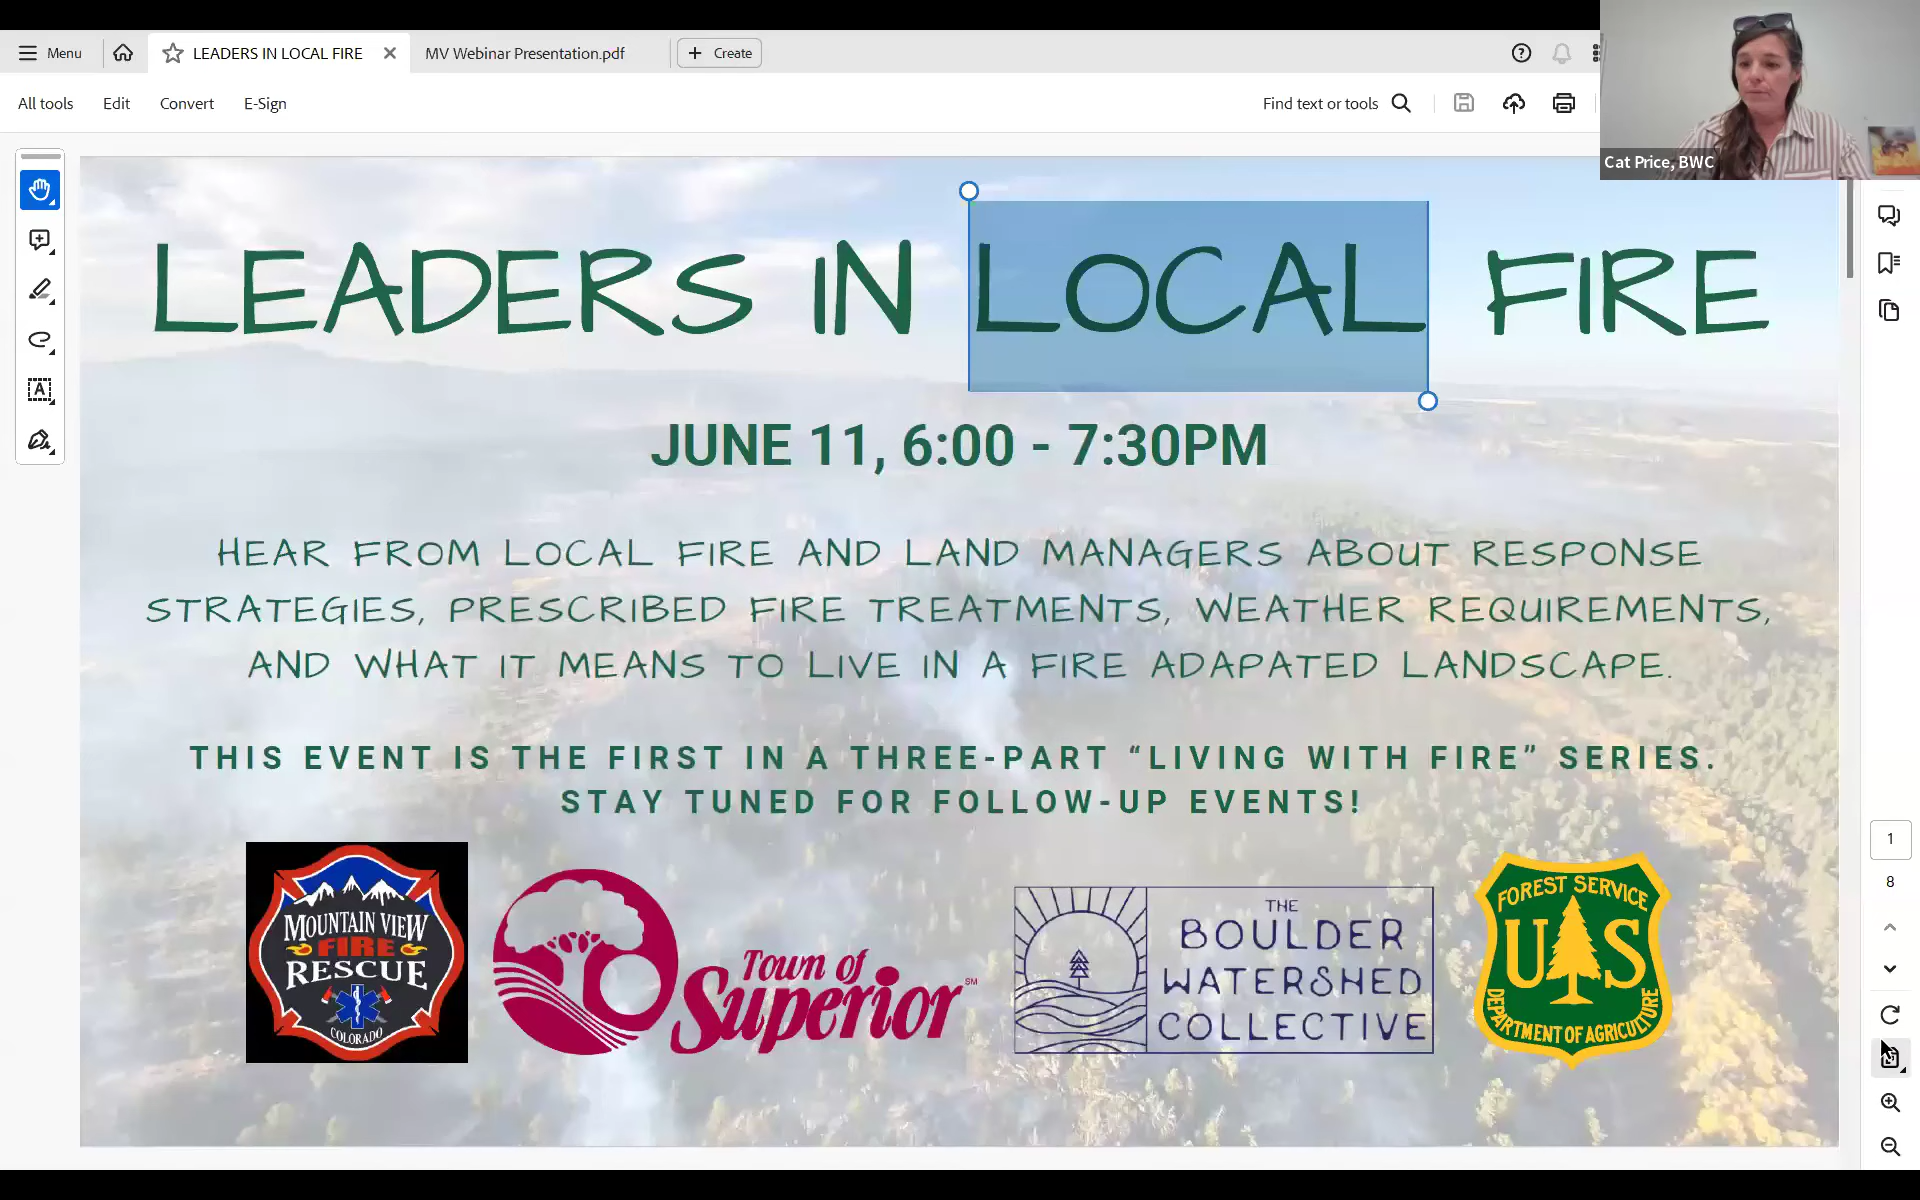 Menu
LEADERS IN LOCAL FIRE
MV Webinar Presentation.pdf
Create
All tools
Edit
Convert
E-Sign
Find text or tools
Cat Price, BWC
LEADERS IN LOCAL FIRE
JUNE 11, 6:00 - 7:30PM
HEAR FROM LOCAL FIRE AND LAND MANAGERS ABOUT RESPONSE
STRATEGIES, PRESCRIBED FIRE TREATMENTS, WEATHER REQUIREMENTS,
AND WHAT IT MEANS TO LIVE IN A FIRE ADAPATED LANDSCAPE.
THIS EVENT IS THE FIRST IN A THREE-PART “LIVING WITH FIRE” SERIES.
STAY TUNED FOR FOLLOW-UP EVENTS!
MOUNTAIN VIEW
FIRE
RESCUE
COLORADO
Town of
Superior
SM
THE
BOULDER
WATERSHED
COLLECTIVE
FOREST SERVICE
US
DEPARTMENT OF AGRICULTURE
1
8